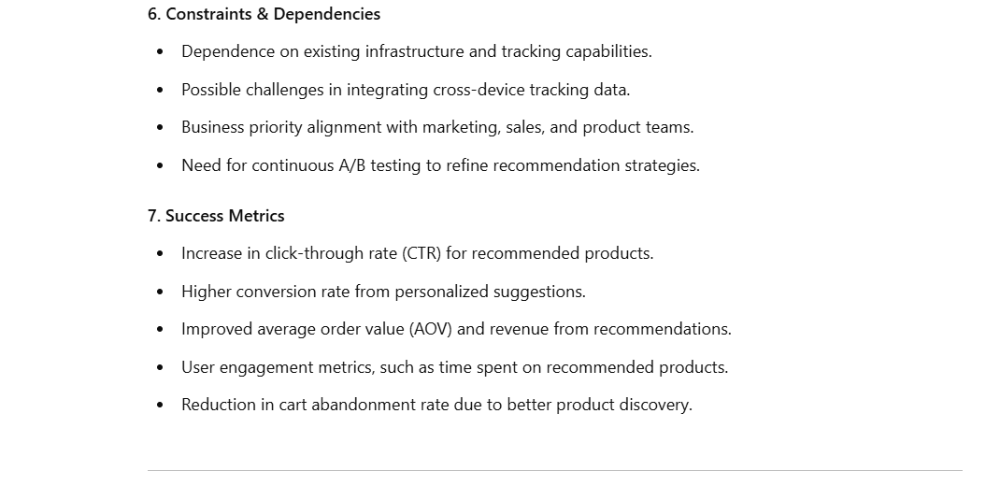 6. Constraints & Dependencies
• Dependence on existing infrastructure and tracking capabilities.
• Possible challenges in integrating cross-device tracking data.
• Business priority alignment with marketing, sales, and product teams.
• Need for continuous A/B testing to refine recommendation strategies.
7. Success Metrics
• Increase in click-through rate (CTR) for recommended products.
• Higher conversion rate from personalized suggestions.
• Improved average order value (AOV) and revenue from recommendations.
• User engagement metrics, such as time spent on recommended products.
• Reduction in cart abandonment rate due to better product discovery.